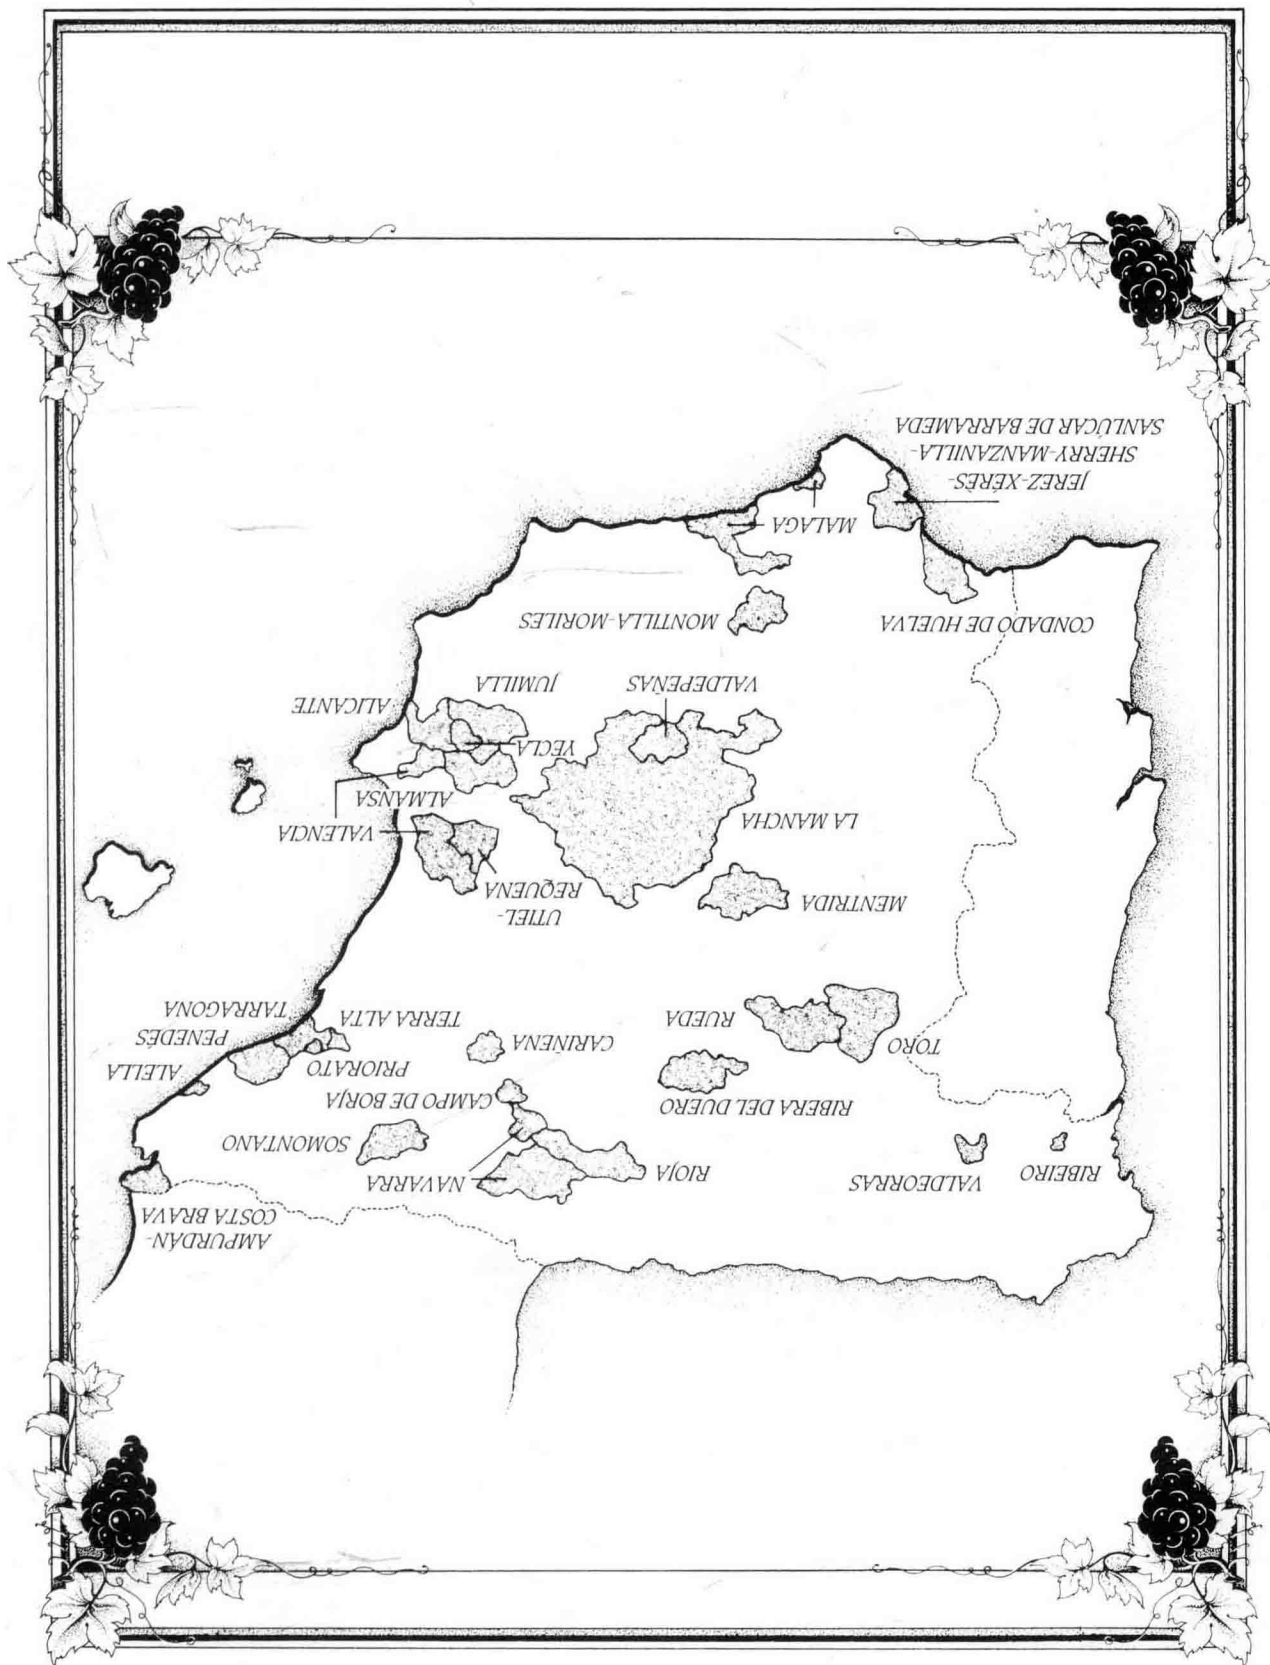 AMPURDÁN-
COSTA BRAVA
RIBEIRO
VALDEORRAS
RIOJA
NAVARRA
SOMONTANO
RIBERA DEL DUERO
CAMPO DE BORJA
PRIORATO
ALELLA
TORO
RUEDA
CARIÑENA
TERRA ALTA
PENEDÉS
TARRAGONA
MENTRIDA
UTIEL-
REQUENA
LA MANCHA
VALENCIA
ALMANSA
YECLA
VALDEPEÑAS
JUMILLA
ALICANTE
CONDADO DE HUELVA
MONTILLA-MORILES
MALAGA
JEREZ-XÉRÈS-
SHERRY-MANZANILLA-
SANLÚCAR DE BARRAMEDA